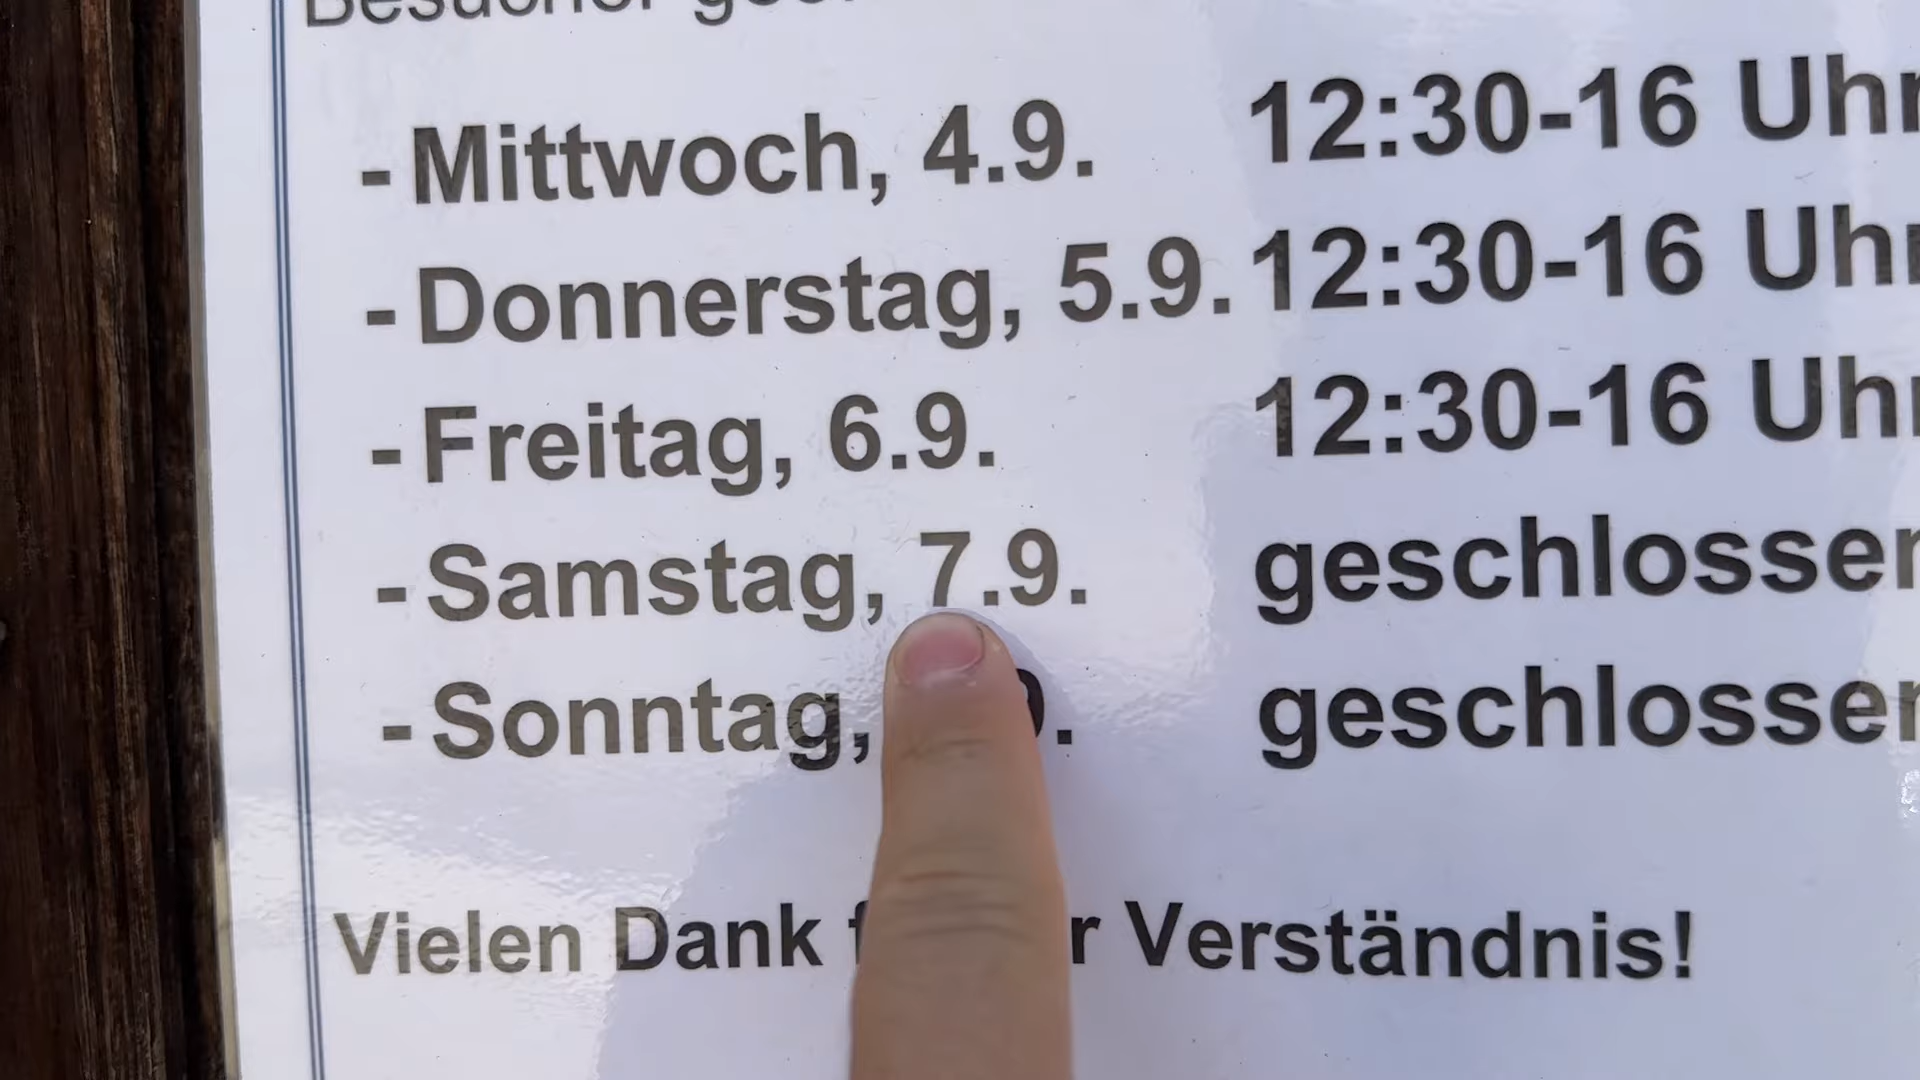 Besucher
- Mittwoch, 4.9. 12:30-16 Uhr
- Donnerstag, 5.9. 12:30-16 Uhr
- Freitag, 6.9. 12:30-16 Uhr
- Samstag, 7.9. geschlossen
- Sonntag, geschlossen
Vielen Dank Verständnis!